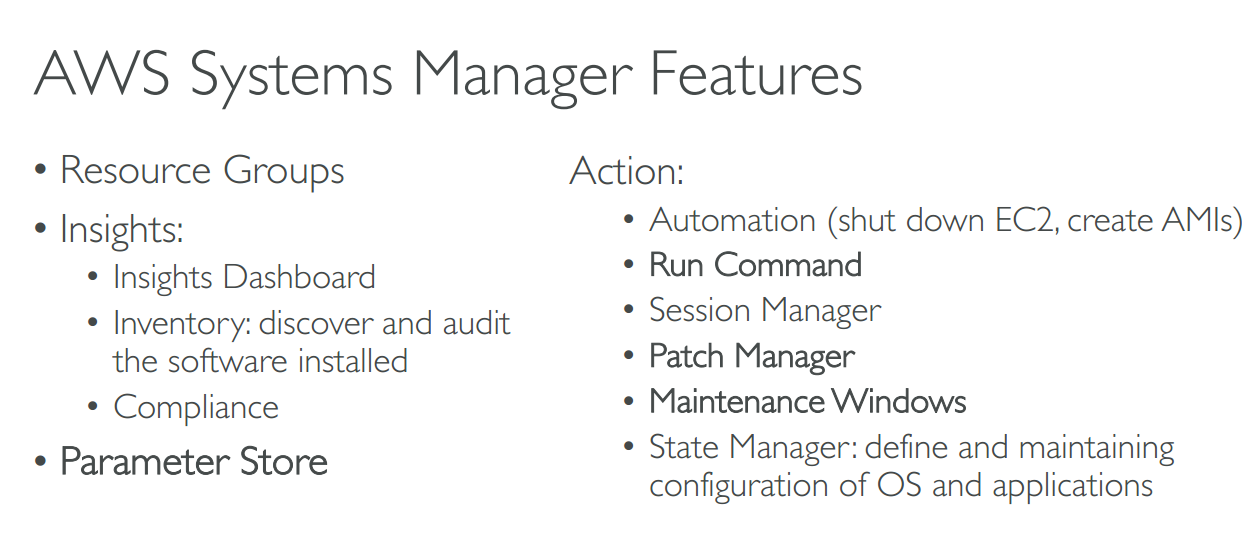 AWS Systems Manager Features
• Resource Groups
• Insights:
• Insights Dashboard
• Inventory: discover and audit
the software installed
• Compliance
• Parameter Store
Action:
• Automation (shut down EC2, create AMIs)
• Run Command
• Session Manager
• Patch Manager
• Maintenance Windows
• State Manager: define and maintaining
configuration of OS and applications